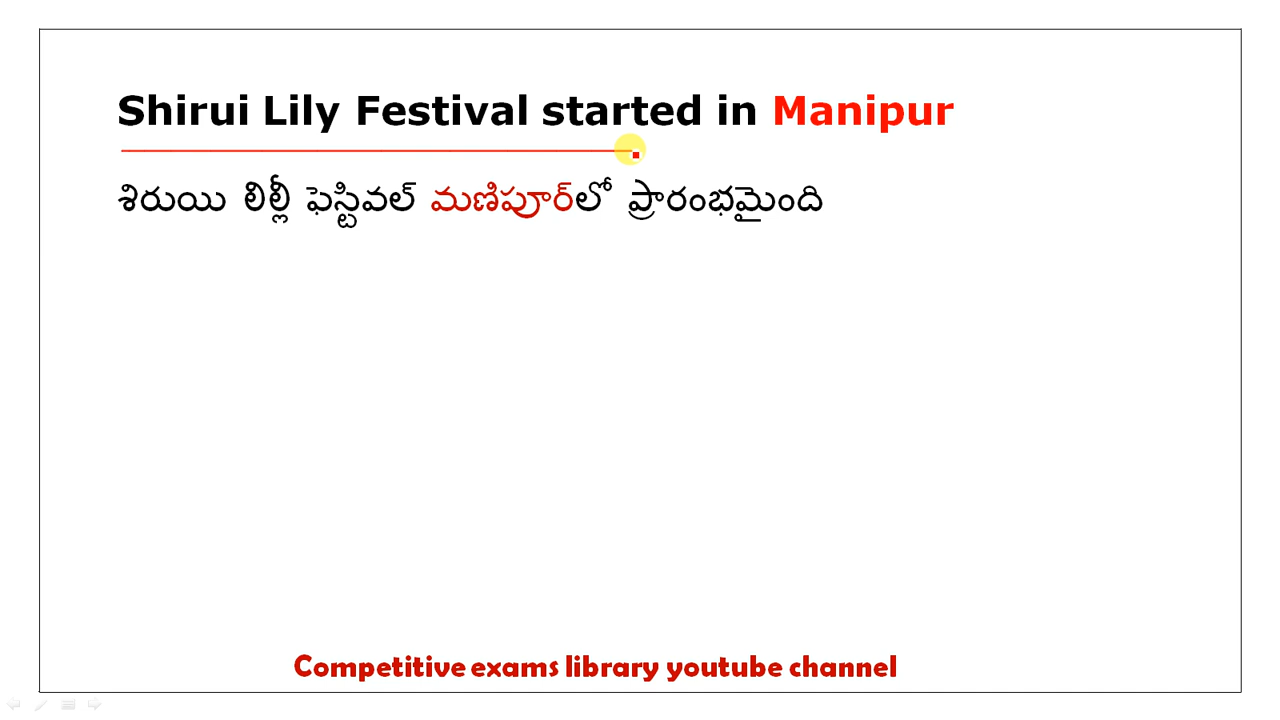 Shirui Lily Festival started in Manipur
శిరుయి లిల్లీ ఫెస్టివల్ మణిపూర్‌లో ప్రారంభమైంది
Competitive exams library youtube channel